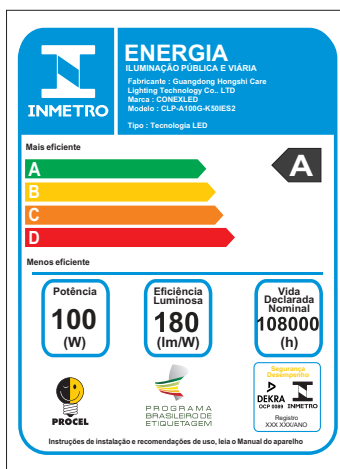 INMETRO
ENERGIA
ILUMINAÇÃO PÚBLICA E VIÁRIA
Fabricante : Guangdong Hongshi Care
Lighting Technology Co.. LTD
Marca : CONEXLED
Modelo : CLP-A100G-K50IES2
Tipo : Tecnologia LED
Mais eficiente
A
A
B
C
D
Menos eficiente
Potência
100
(W)
Eficiência
Luminosa
180
(lm/W)
Vida
Declarada
Nominal
108000
(h)
PROCEL
PROGRAMA
BRASILEIRO DE
ETIQUETAGEM
Segurança
Desempenho
DEKRA
OCP 0089
INMETRO
Registro
XXX XXX/ANO
Instruções de instalação e recomendações de uso, leia o Manual do aparelho